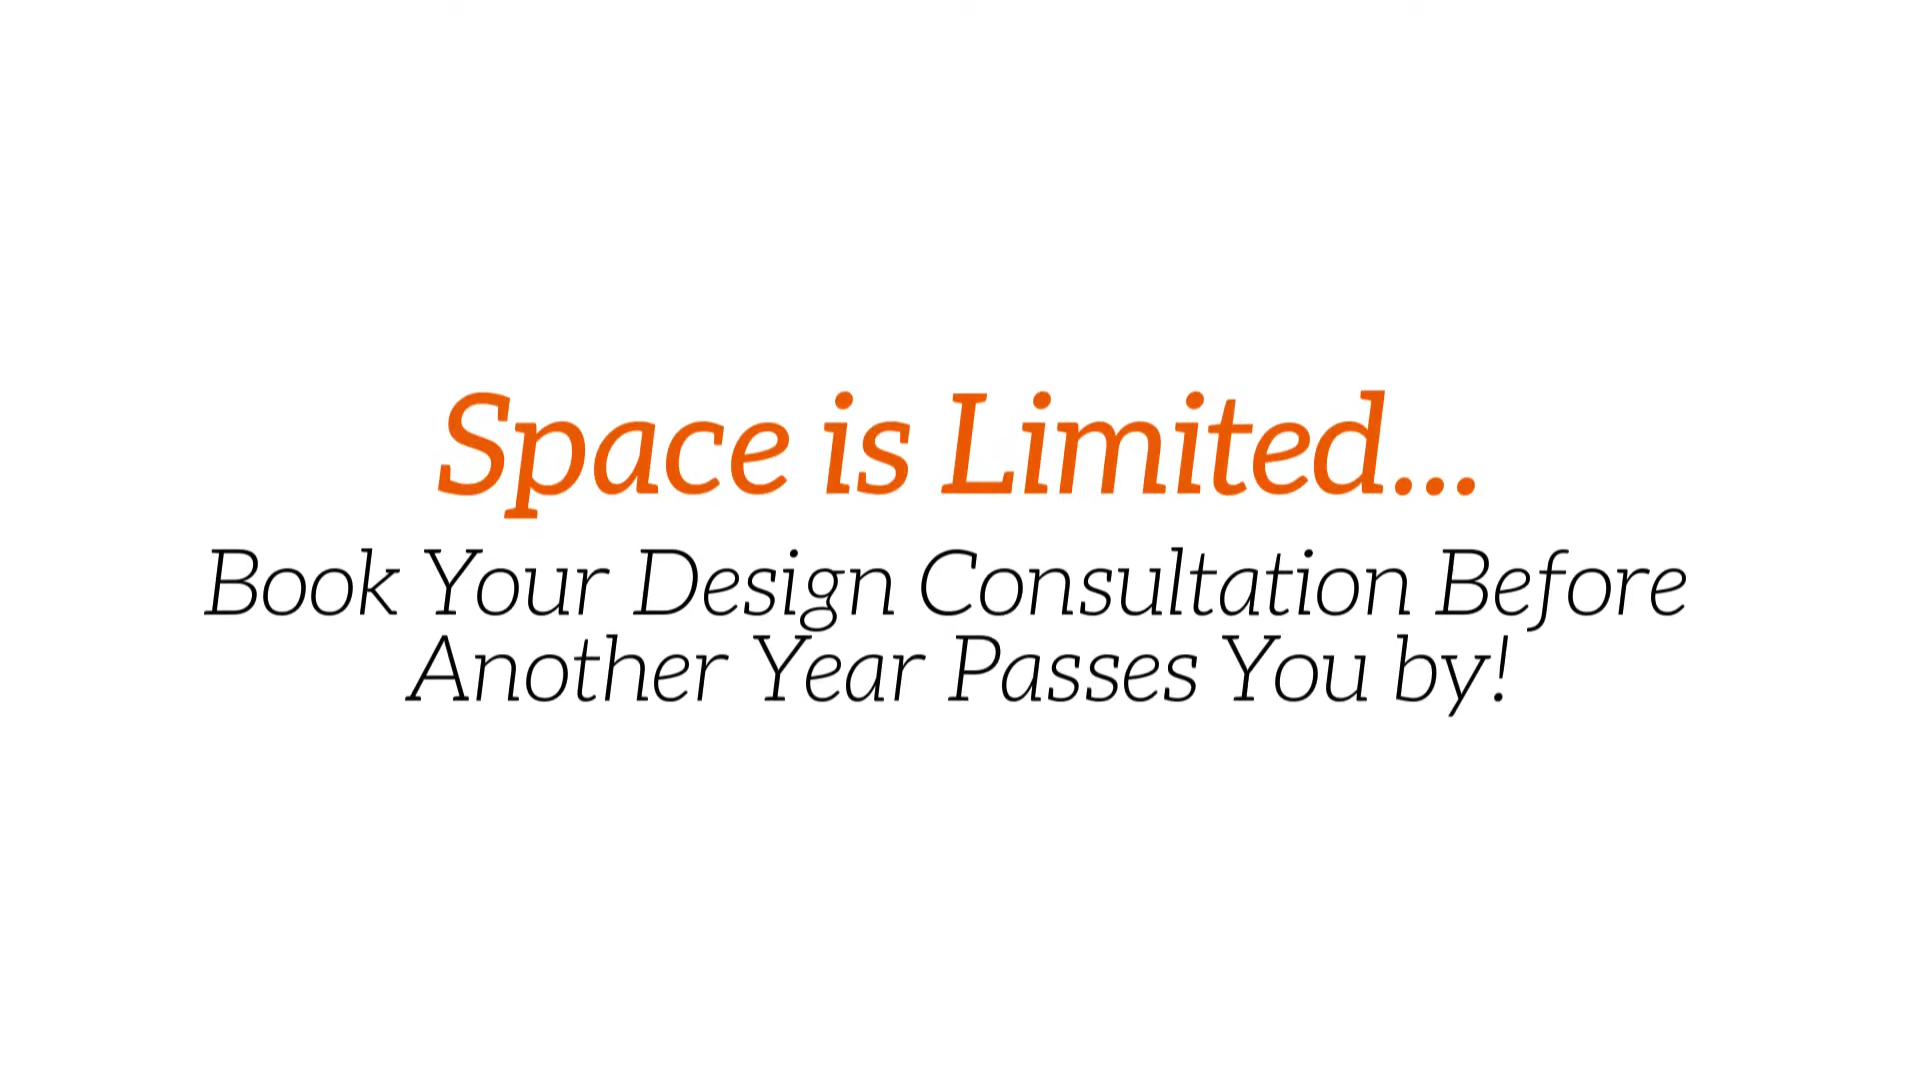 Space is Limited...
Book Your Design Consultation Before
Another Year Passes You by!